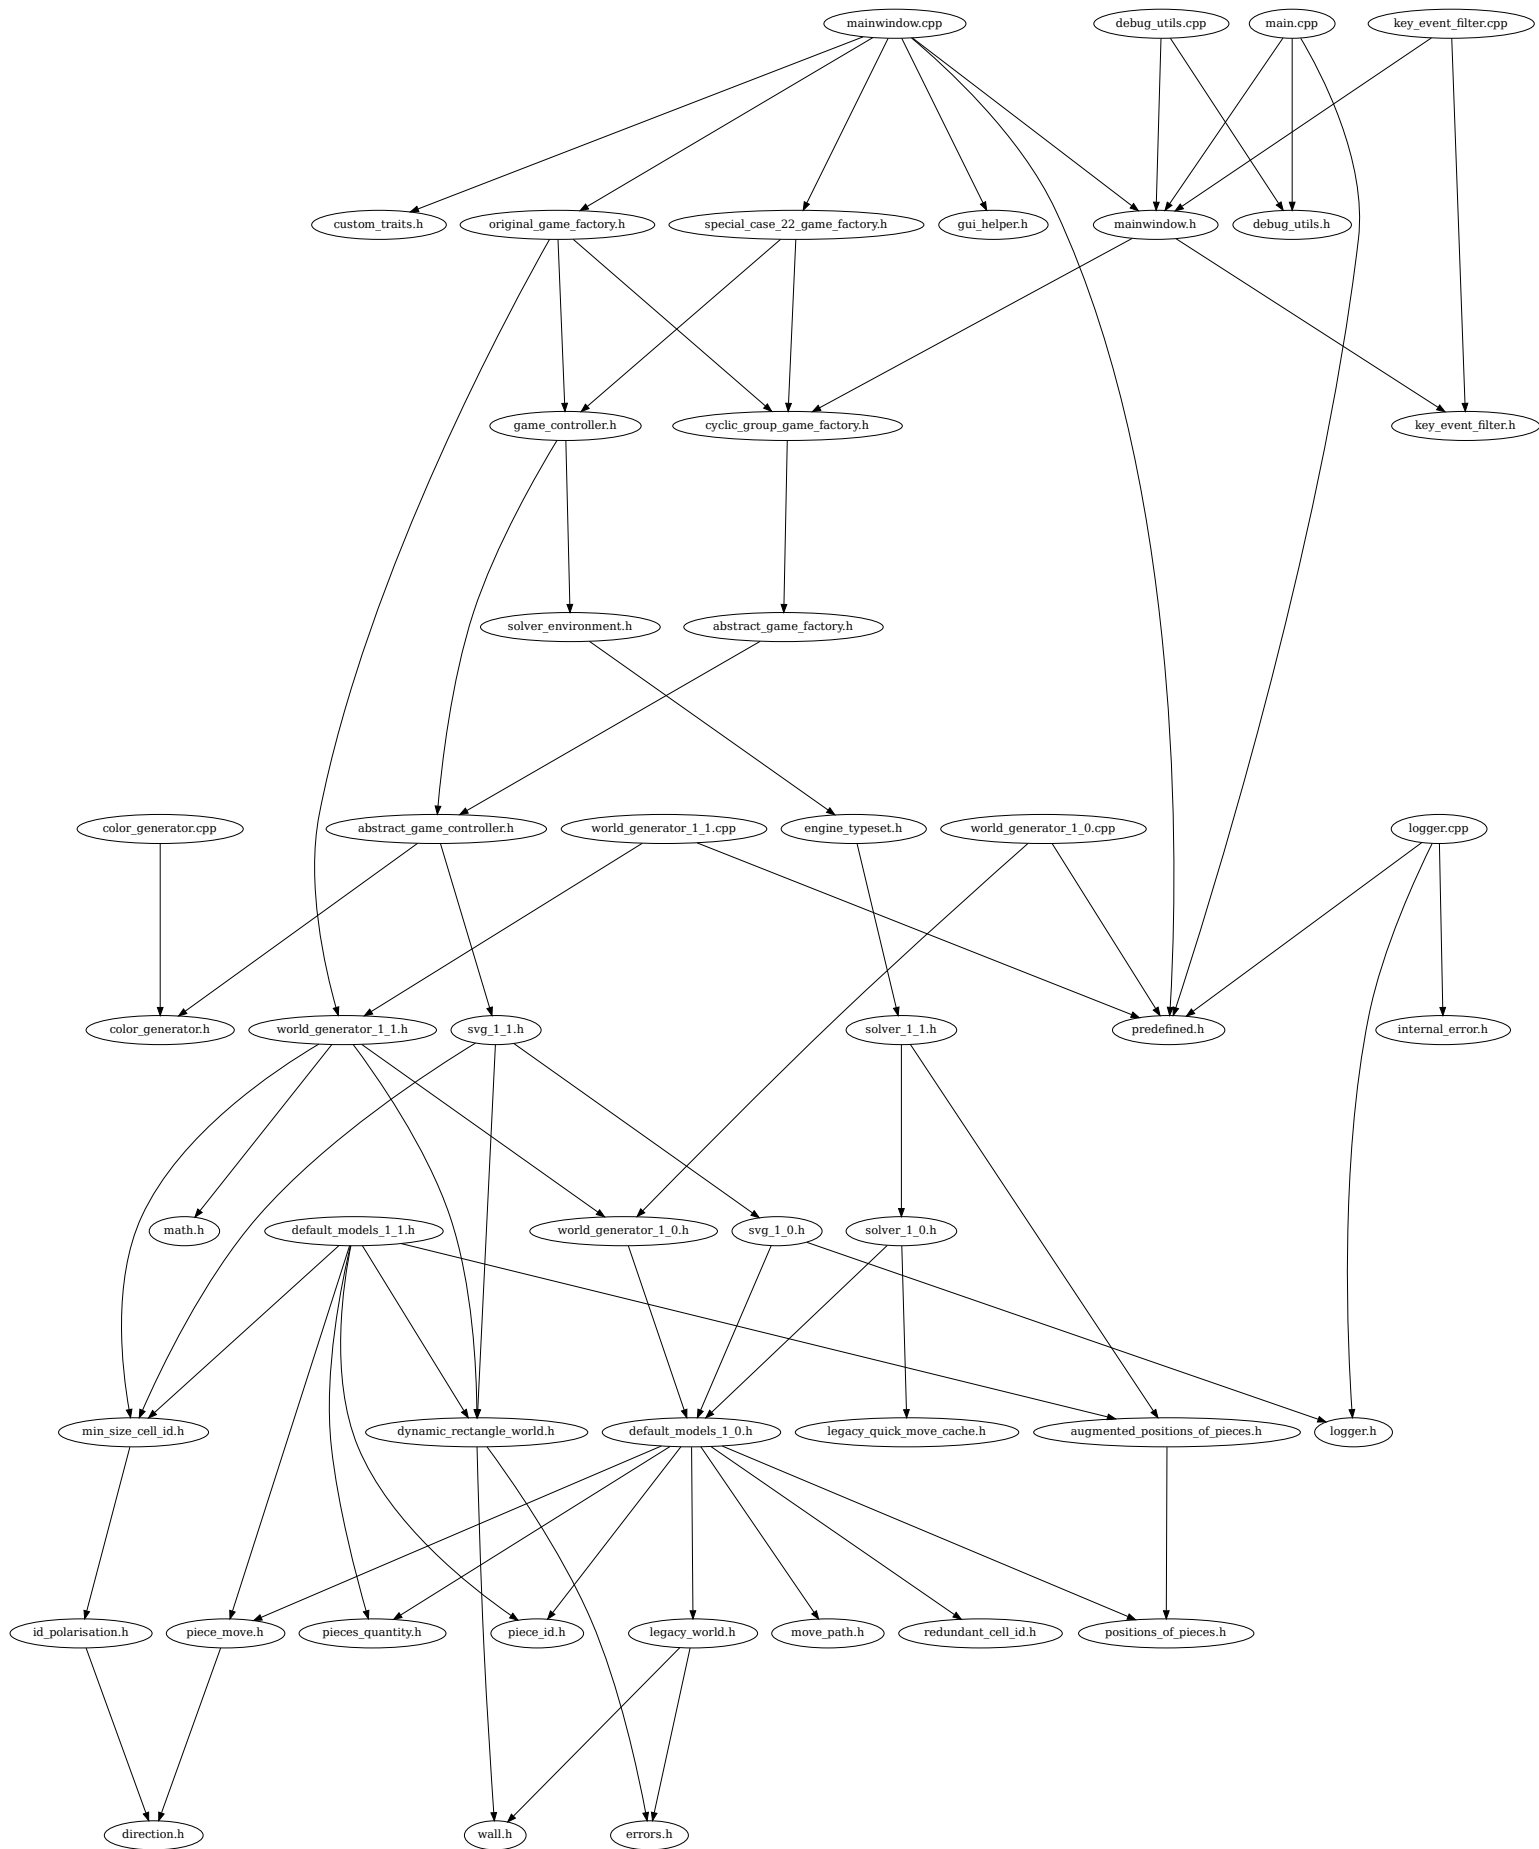 mainwindow.cpp
debug_utils.cpp
main.cpp
key_event_filter.cpp
custom_traits.h
original_game_factory.h
special_case_22_game_factory.h
gui_helper.h
mainwindow.h
debug_utils.h
game_controller.h
cyclic_group_game_factory.h
key_event_filter.h
solver_environment.h
abstract_game_factory.h
color_generator.cpp
abstract_game_controller.h
world_generator_1_1.cpp
engine_typeset.h
world_generator_1_0.cpp
logger.cpp
color_generator.h
world_generator_1_1.h
svg_1_1.h
solver_1_1.h
predefined.h
internal_error.h
math.h
default_models_1_1.h
world_generator_1_0.h
svg_1_0.h
solver_1_0.h
min_size_cell_id.h
dynamic_rectangle_world.h
default_models_1_0.h
legacy_quick_move_cache.h
augmented_positions_of_pieces.h
logger.h
id_polarisation.h
piece_move.h
pieces_quantity.h
piece_id.h
legacy_world.h
move_path.h
redundant_cell_id.h
positions_of_pieces.h
direction.h
wall.h
errors.h